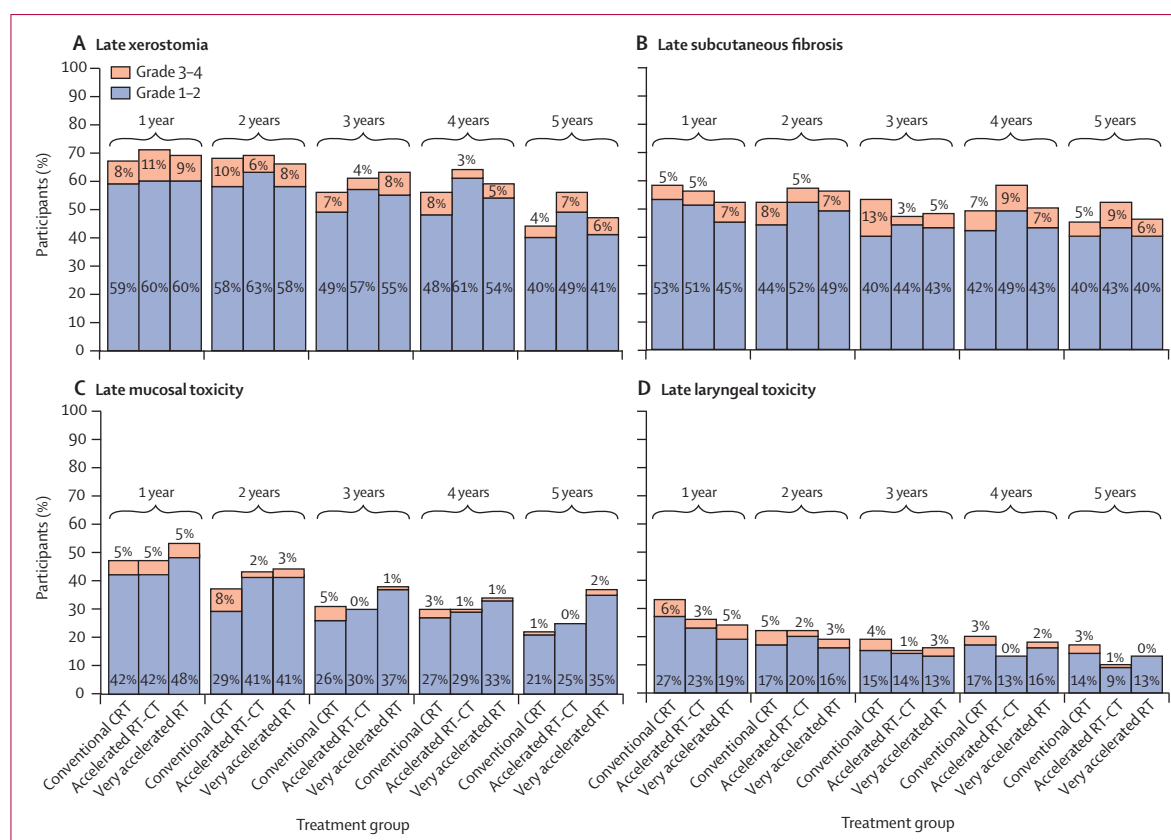 A Late xerostomia
Participants (%)
100
90
80
70
60
50
40
30
20
10
0
Grade 3–4
Grade 1–2
1 year
2 years
3 years
4 years
5 years
8%
11%
9%
10%
6%
8%
7%
4%
8%
8%
3%
5%
4%
7%
6%
59%
60%
60%
58%
63%
58%
49%
57%
55%
48%
61%
54%
40%
49%
41%
B Late subcutaneous fibrosis
1 year
2 years
3 years
4 years
5 years
5%
5%
7%
8%
5%
7%
13%
3%
5%
7%
9%
7%
5%
9%
6%
53%
51%
45%
44%
52%
49%
40%
44%
43%
42%
49%
43%
40%
43%
40%
C Late mucosal toxicity
Participants (%)
100
90
80
70
60
50
40
30
20
10
0
1 year
2 years
3 years
4 years
5 years
5%
5%
5%
8%
2%
3%
5%
0%
1%
3%
1%
1%
1%
0%
2%
42%
42%
48%
29%
41%
41%
26%
30%
37%
27%
29%
33%
21%
25%
35%
Conventional CRT
Accelerated RT–CT
Very accelerated RT
Conventional CRT
Accelerated RT–CT
Very accelerated RT
Conventional CRT
Accelerated RT–CT
Very accelerated RT
Conventional CRT
Accelerated RT–CT
Very accelerated RT
Conventional CRT
Accelerated RT–CT
Very accelerated RT
Treatment group
D Late laryngeal toxicity
1 year
2 years
3 years
4 years
5 years
6%
3%
5%
5%
2%
3%
4%
1%
3%
3%
0%
2%
3%
1%
0%
27%
23%
19%
17%
20%
16%
15%
14%
13%
17%
13%
16%
14%
9%
13%
Conventional CRT
Accelerated RT–CT
Very accelerated RT
Conventional CRT
Accelerated RT–CT
Very accelerated RT
Conventional CRT
Accelerated RT–CT
Very accelerated RT
Conventional CRT
Accelerated RT–CT
Very accelerated RT
Conventional CRT
Accelerated RT–CT
Very accelerated RT
Treatment group